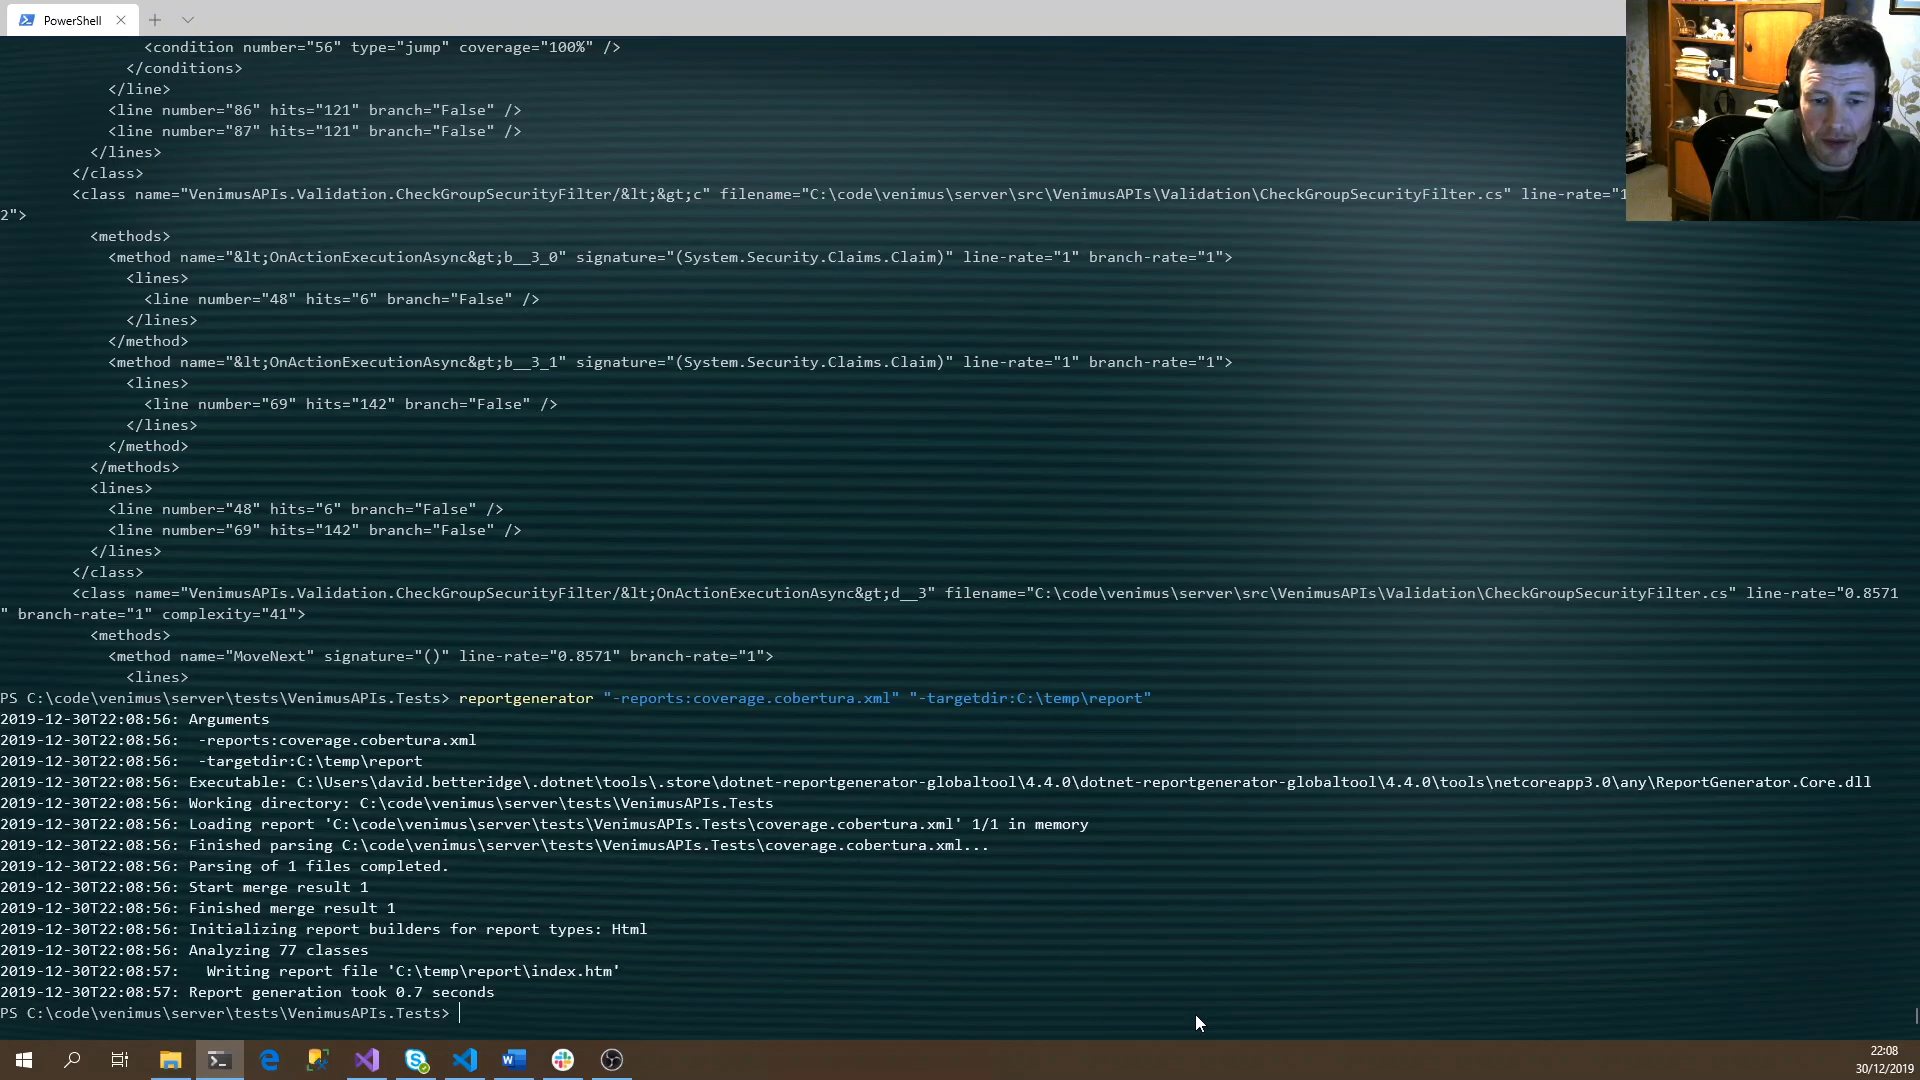 PowerShell
<condition number="56" type="jump" coverage="100%" />
</conditions>
</line>
<line number="86" hits="121" branch="False" />
<line number="87" hits="121" branch="False" />
</lines>
</class>
<class name="VenimusAPIs.Validation.CheckGroupSecurityFilter/&lt;&gt;c" filename="C:\code\venimus\server\src\VenimusAPIs\Validation\CheckGroupSecurityFilter.cs" line-rate="1
2">
<methods>
<method name="&lt;OnActionExecutionAsync&gt;b__3_0" signature="(System.Security.Claims.Claim)" line-rate="1" branch-rate="1">
<lines>
<line number="48" hits="6" branch="False" />
</lines>
</method>
<method name="&lt;OnActionExecutionAsync&gt;b__3_1" signature="(System.Security.Claims.Claim)" line-rate="1" branch-rate="1">
<lines>
<line number="69" hits="142" branch="False" />
</lines>
</method>
</methods>
<lines>
<line number="48" hits="6" branch="False" />
<line number="69" hits="142" branch="False" />
</lines>
</class>
<class name="VenimusAPIs.Validation.CheckGroupSecurityFilter/&lt;OnActionExecutionAsync&gt;d__3" filename="C:\code\venimus\server\src\VenimusAPIs\Validation\CheckGroupSecurityFilter.cs" line-rate="0.8571
" branch-rate="1" complexity="41">
<methods>
<method name="MoveNext" signature="()" line-rate="0.8571" branch-rate="1">
<lines>
PS C:\code\venimus\server\tests\VenimusAPIs.Tests> reportgenerator "-reports:coverage.cobertura.xml" "-targetdir:C:\temp\report"
2019-12-30T22:08:56: Arguments
2019-12-30T22:08:56:  -reports:coverage.cobertura.xml
2019-12-30T22:08:56:  -targetdir:C:\temp\report
2019-12-30T22:08:56: Executable: C:\Users\david.betteridge\.dotnet\tools\.store\dotnet-reportgenerator-globaltool\4.4.0\dotnet-reportgenerator-globaltool\4.4.0\tools\netcoreapp3.0\any\ReportGenerator.Core.dll
2019-12-30T22:08:56: Working directory: C:\code\venimus\server\tests\VenimusAPIs.Tests
2019-12-30T22:08:56: Loading report 'C:\code\venimus\server\tests\VenimusAPIs.Tests\coverage.cobertura.xml' 1/1 in memory
2019-12-30T22:08:56: Finished parsing C:\code\venimus\server\tests\VenimusAPIs.Tests\coverage.cobertura.xml...
2019-12-30T22:08:56: Parsing of 1 files completed.
2019-12-30T22:08:56: Start merge result 1
2019-12-30T22:08:56: Finished merge result 1
2019-12-30T22:08:56: Initializing report builders for report types: Html
2019-12-30T22:08:56: Analyzing 77 classes
2019-12-30T22:08:57:   Writing report file 'C:\temp\report\index.htm'
2019-12-30T22:08:57: Report generation took 0.7 seconds
PS C:\code\venimus\server\tests\VenimusAPIs.Tests>
22:08
30/12/2019